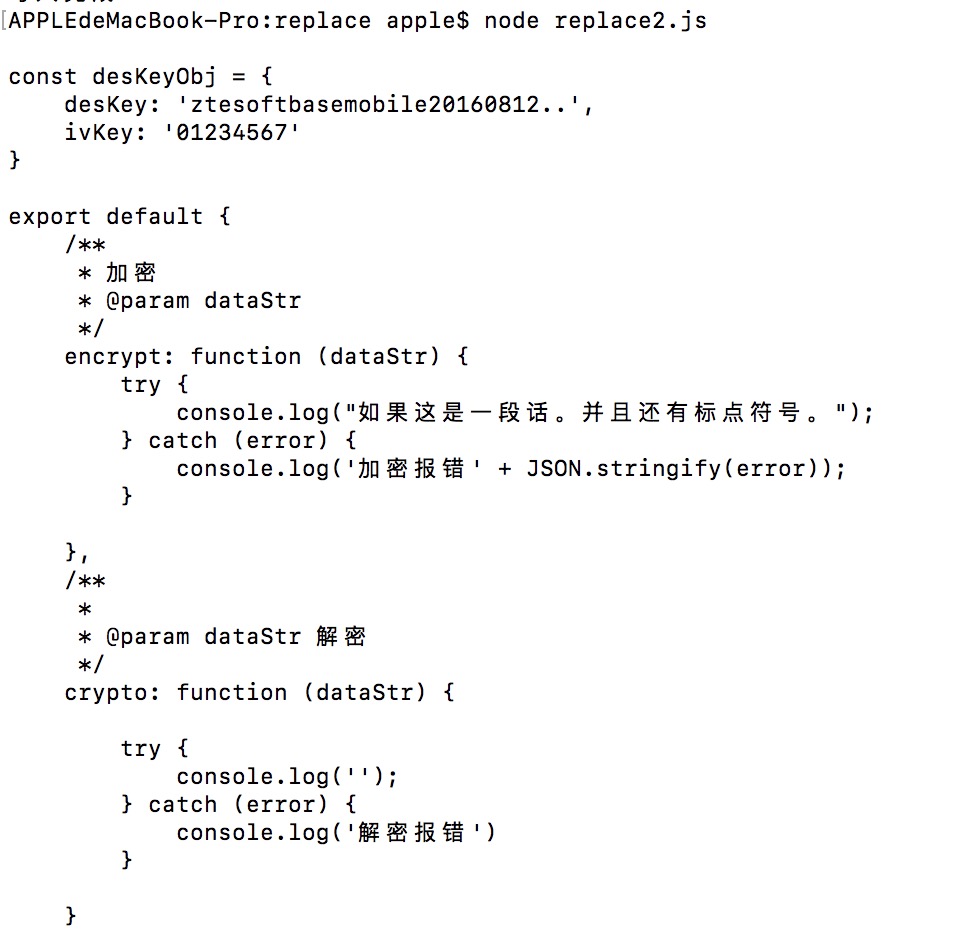 [APPLEdeMacBook-Pro:replace apple$ node replace2.js
const desKeyObj = {
    desKey: 'ztesoftbasemobile20160812..',
    ivKey: '01234567'
}
export default {
    /**
     * 加密
     * @param dataStr
     */
    encrypt: function (dataStr) {
        try {
            console.log("如果这是一段话。并且还有标点符号。");
        } catch (error) {
            console.log('加密报错' + JSON.stringify(error));
        }
    },
    /**
     *
     * @param dataStr 解密
     */
    crypto: function (dataStr) {
        try {
            console.log('');
        } catch (error) {
            console.log('解密报错')
        }
    }